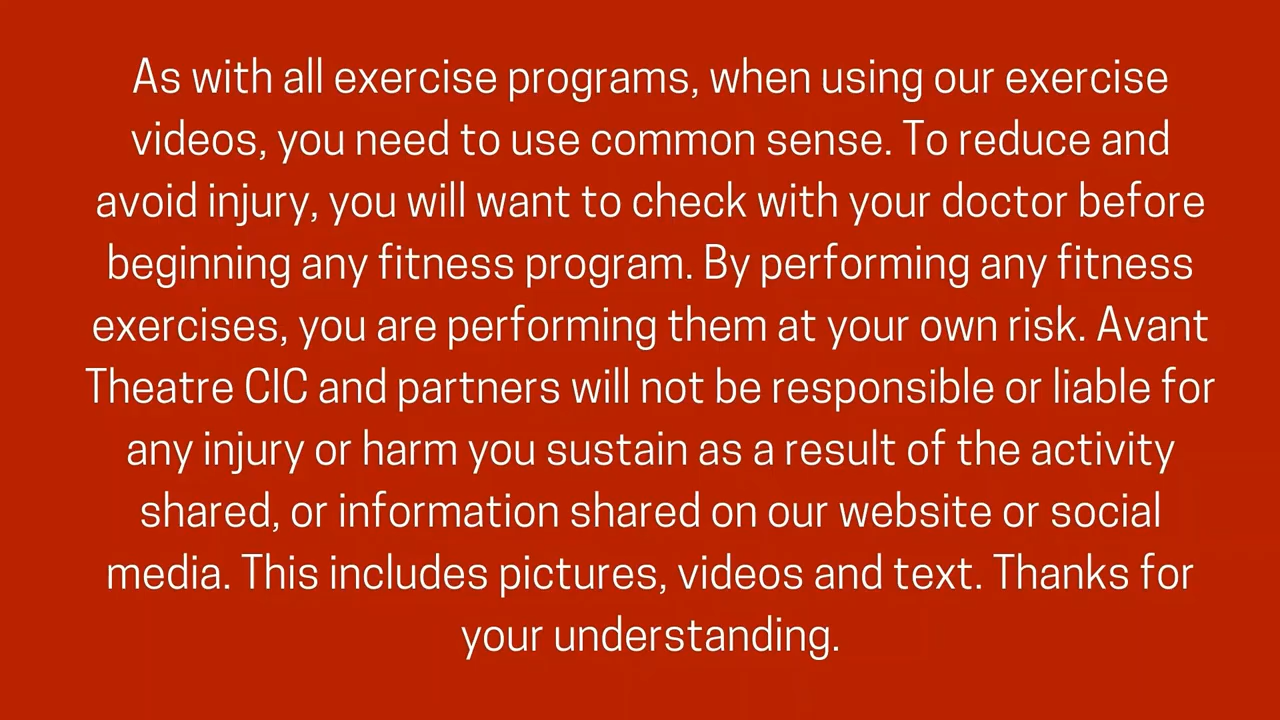 As with all exercise programs, when using our exercise
videos, you need to use common sense. To reduce and
avoid injury, you will want to check with your doctor before
beginning any fitness program. By performing any fitness
exercises, you are performing them at your own risk. Avant
Theatre CIC and partners will not be responsible or liable for
any injury or harm you sustain as a result of the activity
shared, or information shared on our website or social
media. This includes pictures, videos and text. Thanks for
your understanding.